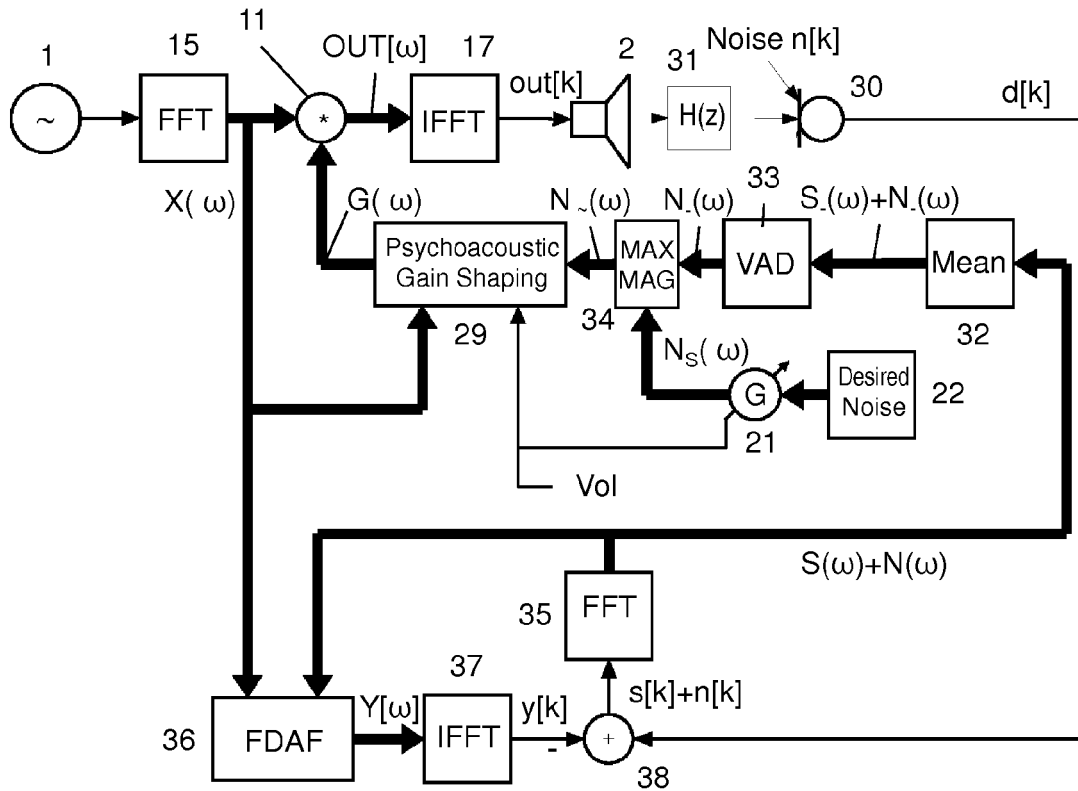 1
15
11
OUT[ω]
17
2
31
Noise n[k]
30
d[k]
~
FFT
*
IFFT
out[k]
H(z)
X( ω)
G( ω)
N ~(ω)
N-(ω)
33
S-(ω)+N-(ω)
Psychoacoustic
Gain Shaping
MAX
MAG
VAD
Mean
29
34
32
NS( ω)
G
Desired
Noise
22
21
Vol
S(ω)+N(ω)
35
FFT
37
s[k]+n[k]
36
FDAF
Y[ω]
IFFT
y[k]
-
+
38